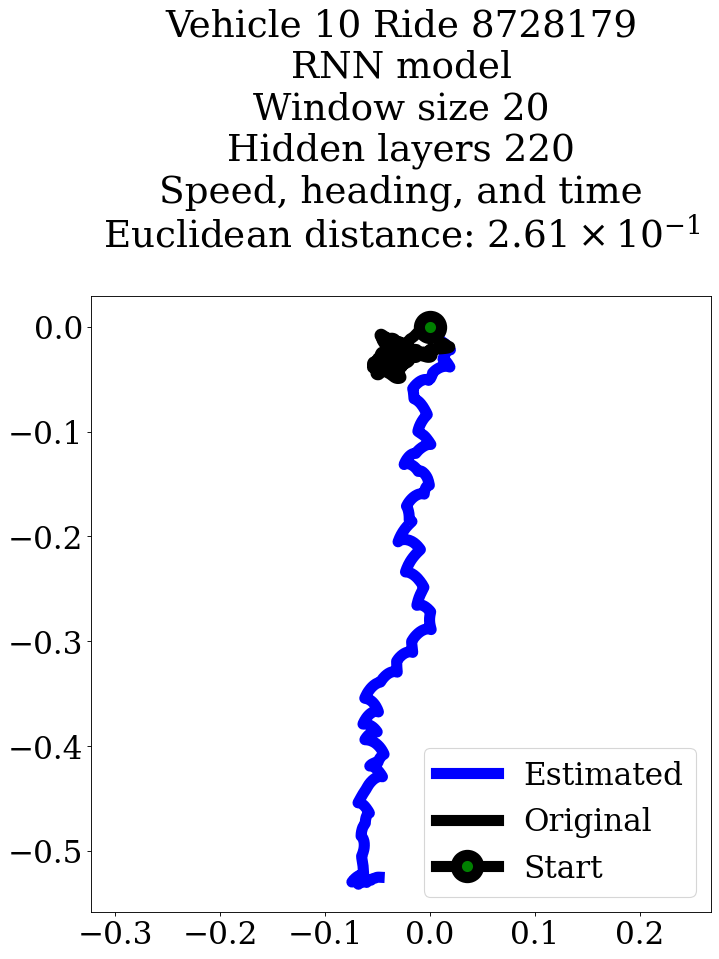 Vehicle 10 Ride 8728179
RNN model
Window size 20
Hidden layers 220
Speed, heading, and time
Euclidean distance: 2.61 × 10⁻¹
0.0
−0.1
−0.2
−0.3
−0.4
−0.5
Estimated
Original
Start
−0.3 −0.2 −0.1 0.0 0.1 0.2